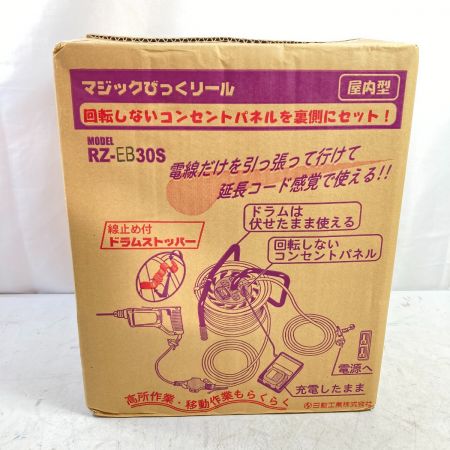 マジックびっくリール
屋内型
回転しないコンセントパネルを裏側にセット!
MODEL
RZ-EB30S
電線だけを引っ張って行けて
延長コード感覚で使える!!
ドラムは
伏せたまま使える
線止め付
ドラムストッパー
回転しない
コンセントパネル
電源へ
充電したまま
高所作業・移動作業もらくらく
日動工業株式会社